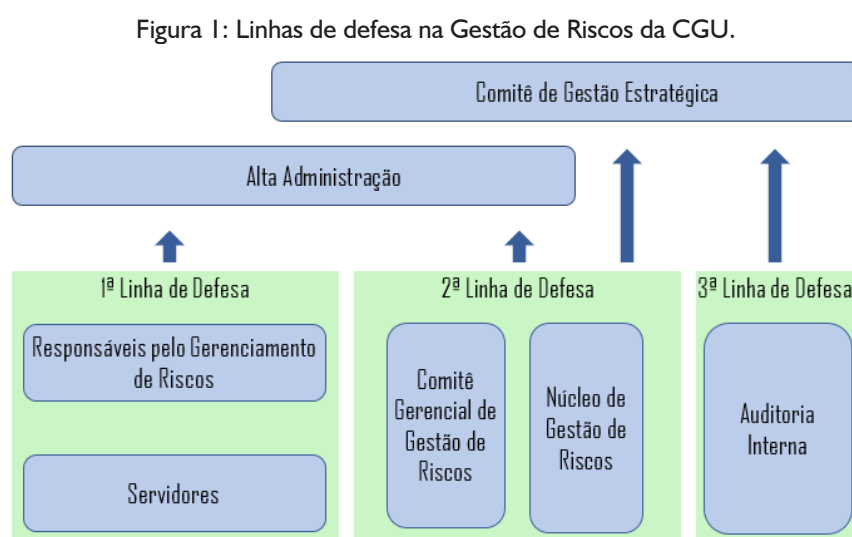 Figura 1: Linhas de defesa na Gestão de Riscos da CGU.
Comitê de Gestão Estratégica
Alta Administração
1ª Linha de Defesa
Responsáveis pelo Gerenciamento
de Riscos
Servidores
2ª Linha de Defesa
Comitê
Gerencial de
Gestão de
Riscos
Núcleo de
Gestão de
Riscos
3ª Linha de Defesa
Auditoria
Interna